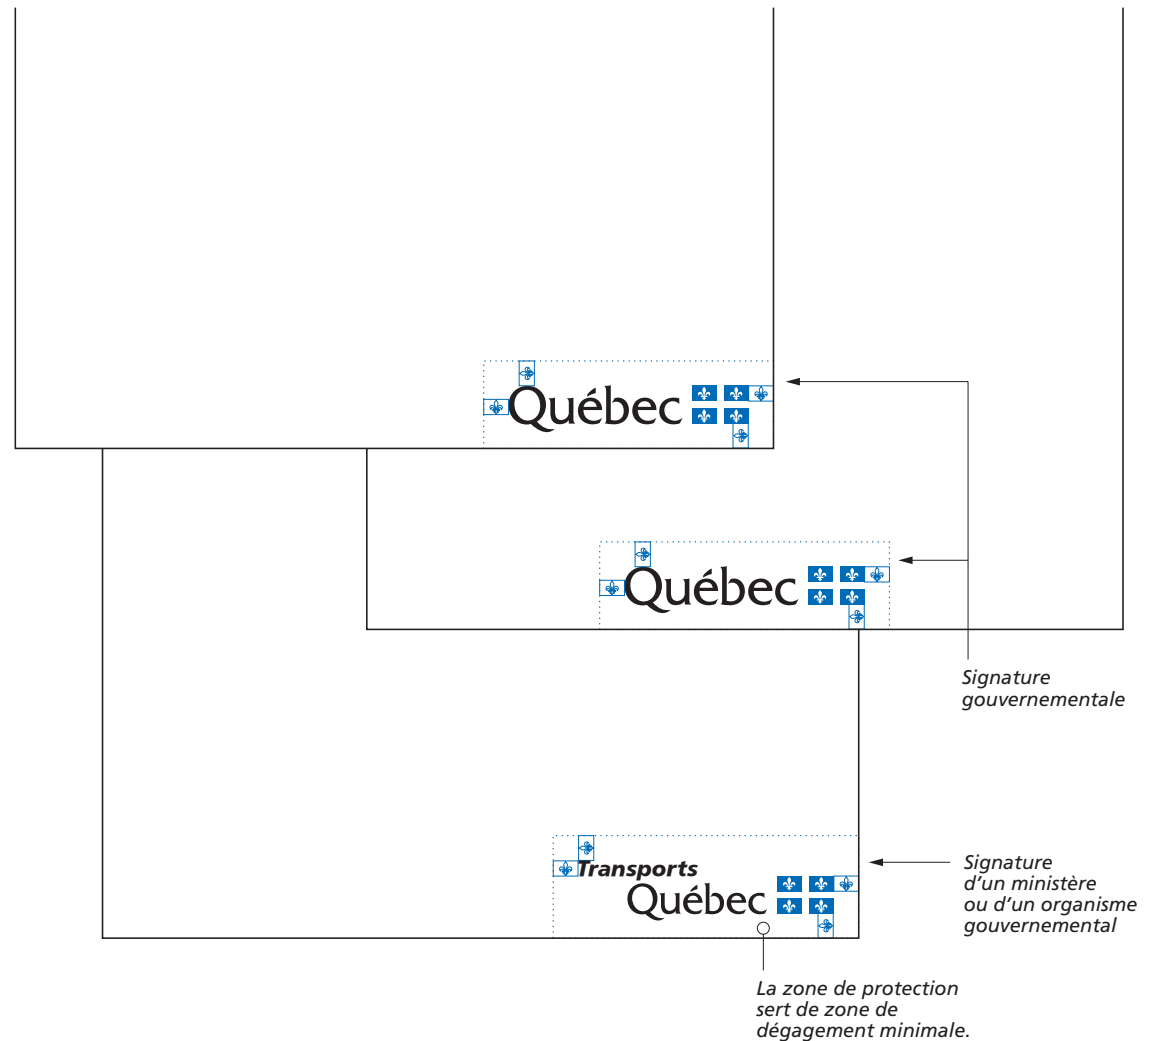 Québec
Québec
Signature
gouvernementale
Transports
Québec
Signature
d’un ministère
ou d’un organisme
gouvernemental
La zone de protection
sert de zone de
dégagement minimale.